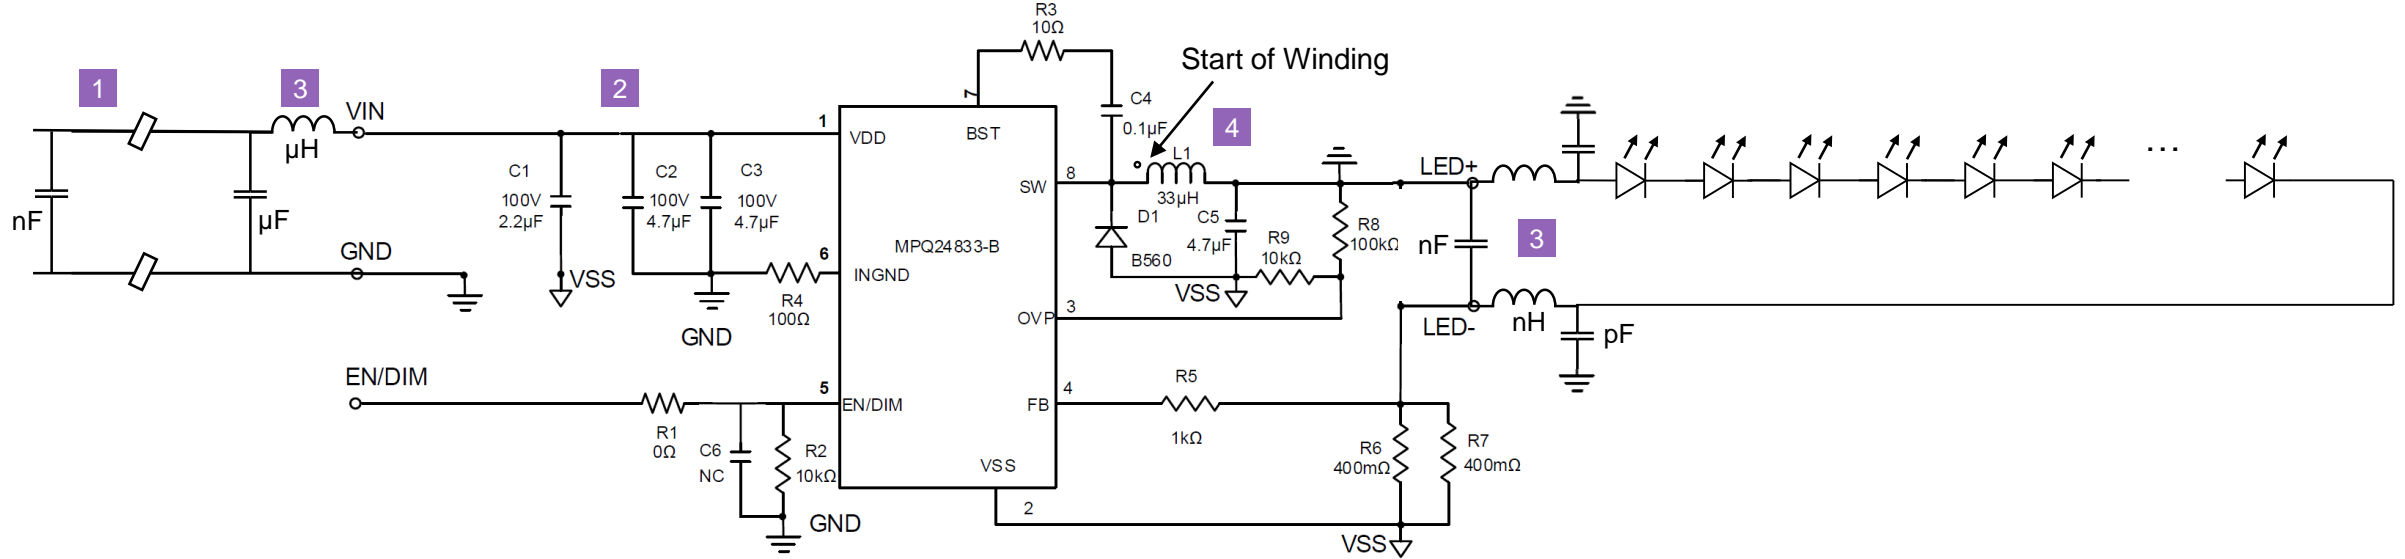 R3
10Ω
Start of Winding
1
3
2
VIN
7
C4
0.1µF
4
1
VDD
BST
µH
L1
LED+
...
C1
100V
2.2µF
C2
100V
4.7µF
C3
100V
4.7µF
SW
8
33µH
nF
µF
D1
C5
4.7µF
R9
10kΩ
R8
100kΩ
nF
3
MPQ24833-B
B560
GND
6
INGND
VSS
R4
100Ω
VSS
OVP
3
LED-
nH
pF
GND
EN/DIM
5
EN/DIM
FB
4
R5
1kΩ
R1
0Ω
C6
NC
R2
10kΩ
R6
400mΩ
R7
400mΩ
VSS
2
GND
VSS